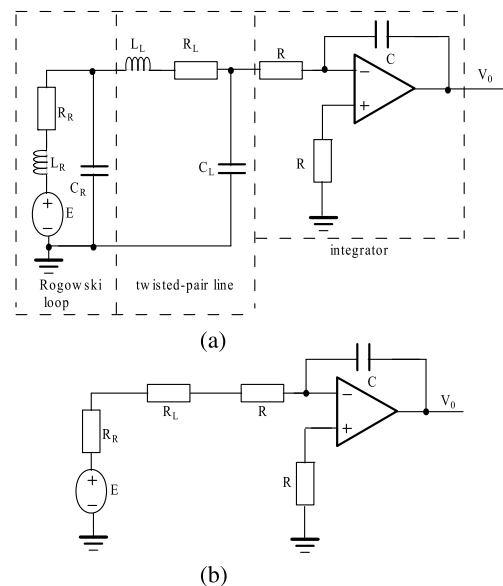 L_L
R_L
R
C
V_0
R_R
−
+
L_R
C_R
C_L
R
+
−
E
integrator
Rogowski
loop
twisted-pair line
(a)
C
V_0
R_L
R
−
+
R_R
R
+
−
E
(b)